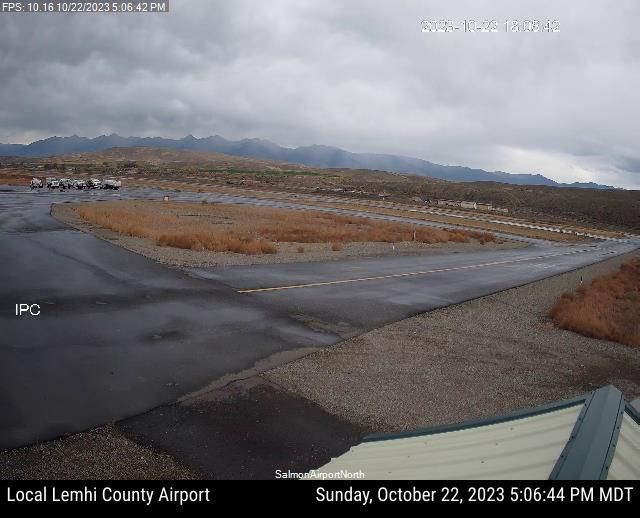 FPS: 10.16 10/22/2023 5:06:42 PM
IPC
SalmonAirportNorth
Local Lemhi County Airport
Sunday, October 22, 2023 5:06:44 PM MDT